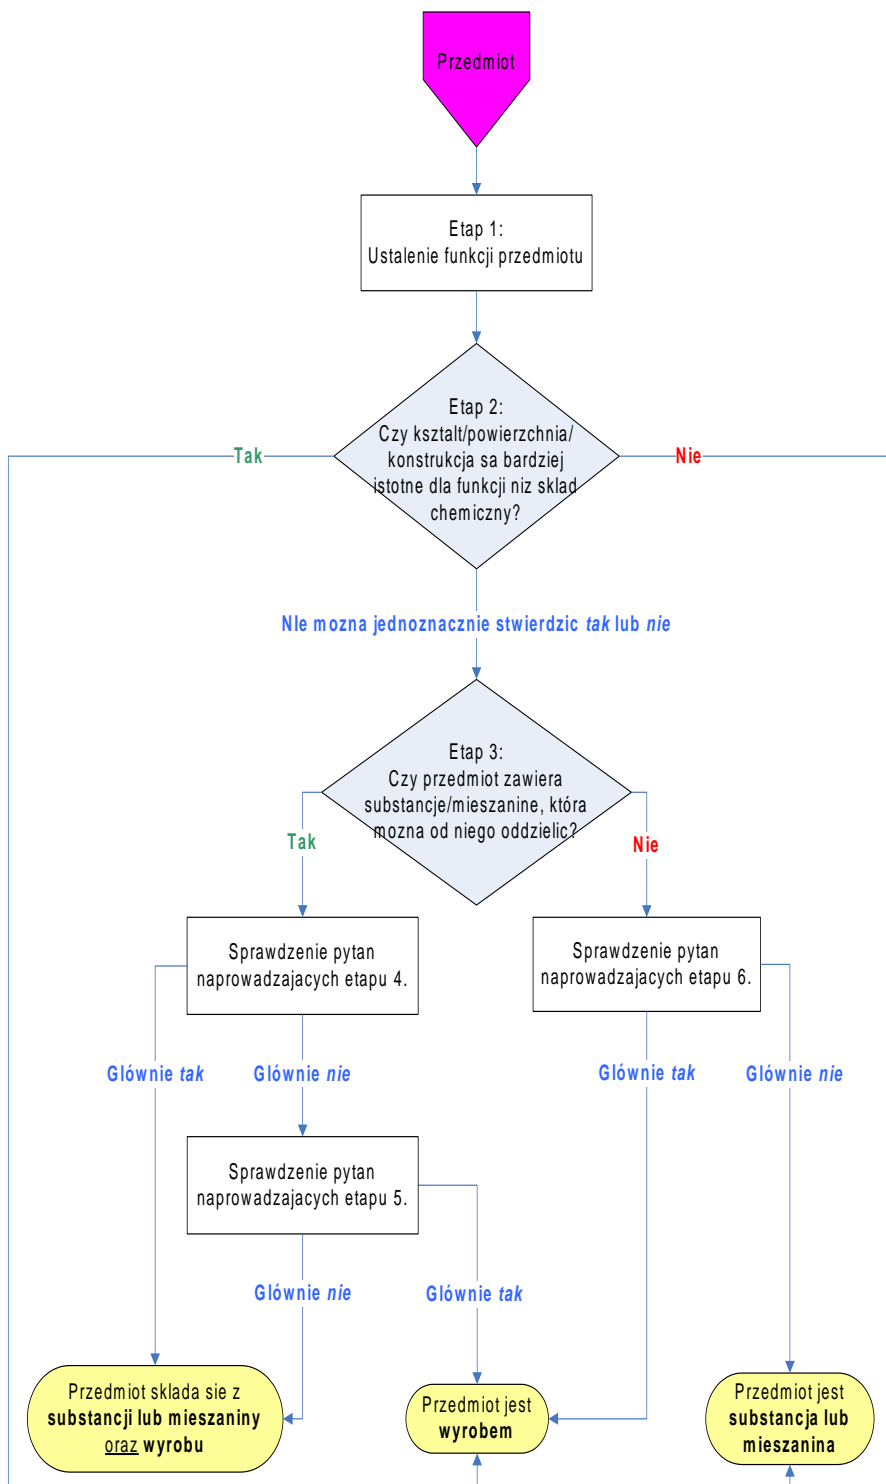 Przedmiot
Etap 1:
Ustalenie funkcji przedmiotu
Etap 2:
Czy ksztalt/powierzchnia/
konstrukcja sa bardziej
istotne dla funkcji niz sklad
chemiczny?
Tak
Nie
NIe mozna jednoznacznie stwierdzic tak lub nie
Etap 3:
Czy przedmiot zawiera
substancje/mieszanine, która
mozna od niego oddzielic?
Tak
Nie
Sprawdzenie pytan
naprowadzajacych etapu 4.
Sprawdzenie pytan
naprowadzajacych etapu 6.
Glównie tak
Glównie nie
Glównie tak
Glównie nie
Sprawdzenie pytan
naprowadzajacych etapu 5.
Glównie nie
Glównie tak
Przedmiot sklada sie z
substancji lub mieszaniny
oraz wyrobu
Przedmiot jest
wyrobem
Przedmiot jest
substancja lub
mieszanina